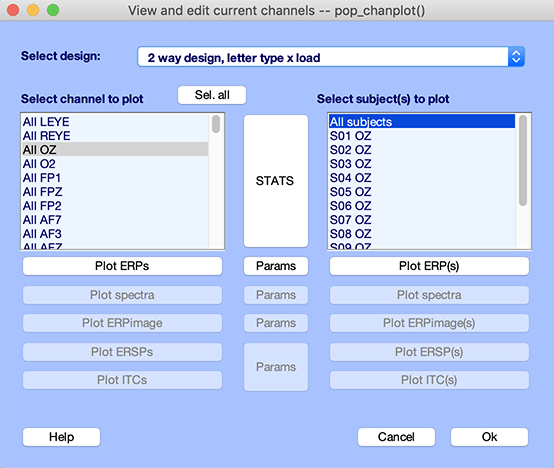 View and edit current channels -- pop_chanplot()
Select design:
2 way design, letter type x load
Select channel to plot
Sel. all
Select subject(s) to plot
All LEYE
All REYE
All OZ
All O2
All FP1
All FPZ
All FP2
All AF7
All AF3
All AFZ
STATS
All subjects
S01 OZ
S02 OZ
S03 OZ
S04 OZ
S05 OZ
S06 OZ
S07 OZ
S08 OZ
S09 OZ
Plot ERPs
Params
Plot ERP(s)
Plot spectra
Params
Plot spectra
Plot ERPimage
Params
Plot ERPimage(s)
Plot ERSPs
Params
Plot ERSP(s)
Plot ITCs
Plot ITC(s)
Help
Cancel
Ok